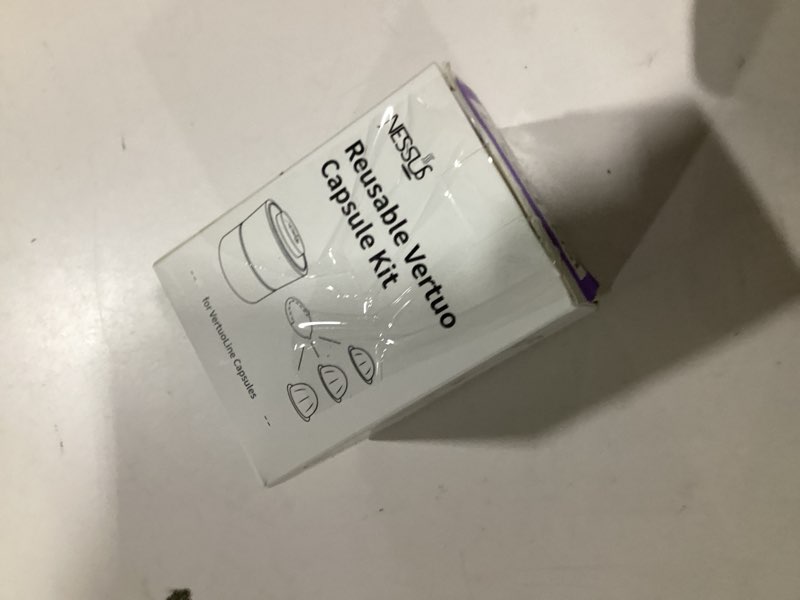 NESSUS
Reusable Vertuo
Capsule Kit
for VertuoLine Capsules